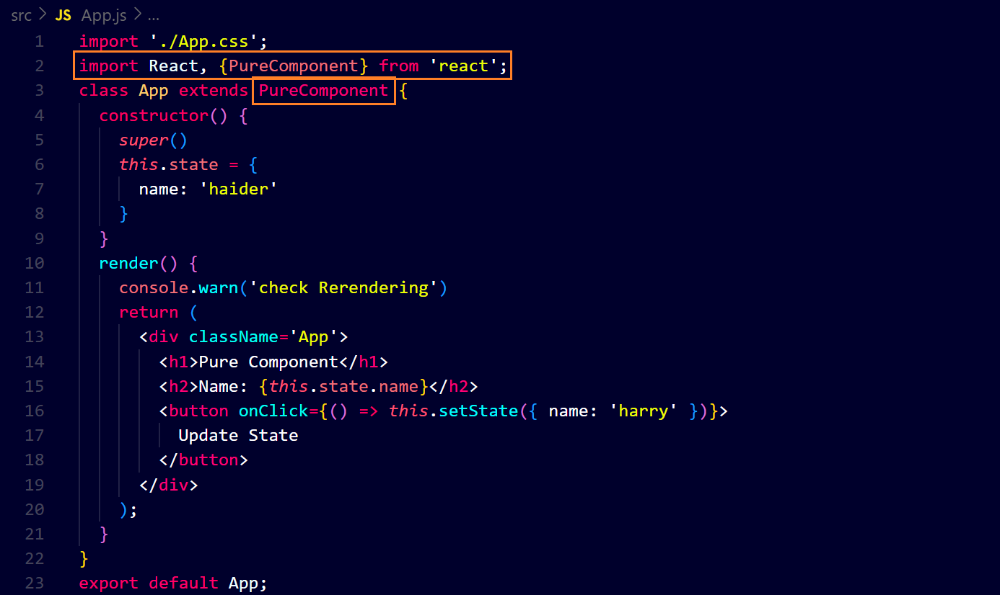 src > JS App.js > ...
1 import './App.css';
2 import React, {PureComponent} from 'react';
3 class App extends PureComponent {
4   constructor() {
5     super()
6     this.state = {
7       name: 'haider'
8     }
9   }
10   render() {
11     console.warn('check Rerendering')
12     return (
13       <div className='App'>
14         <h1>Pure Component</h1>
15         <h2>Name: {this.state.name}</h2>
16         <button onClick={() => this.setState({ name: 'harry' })}>
17           Update State
18         </button>
19       </div>
20     );
21   }
22 }
23 export default App;